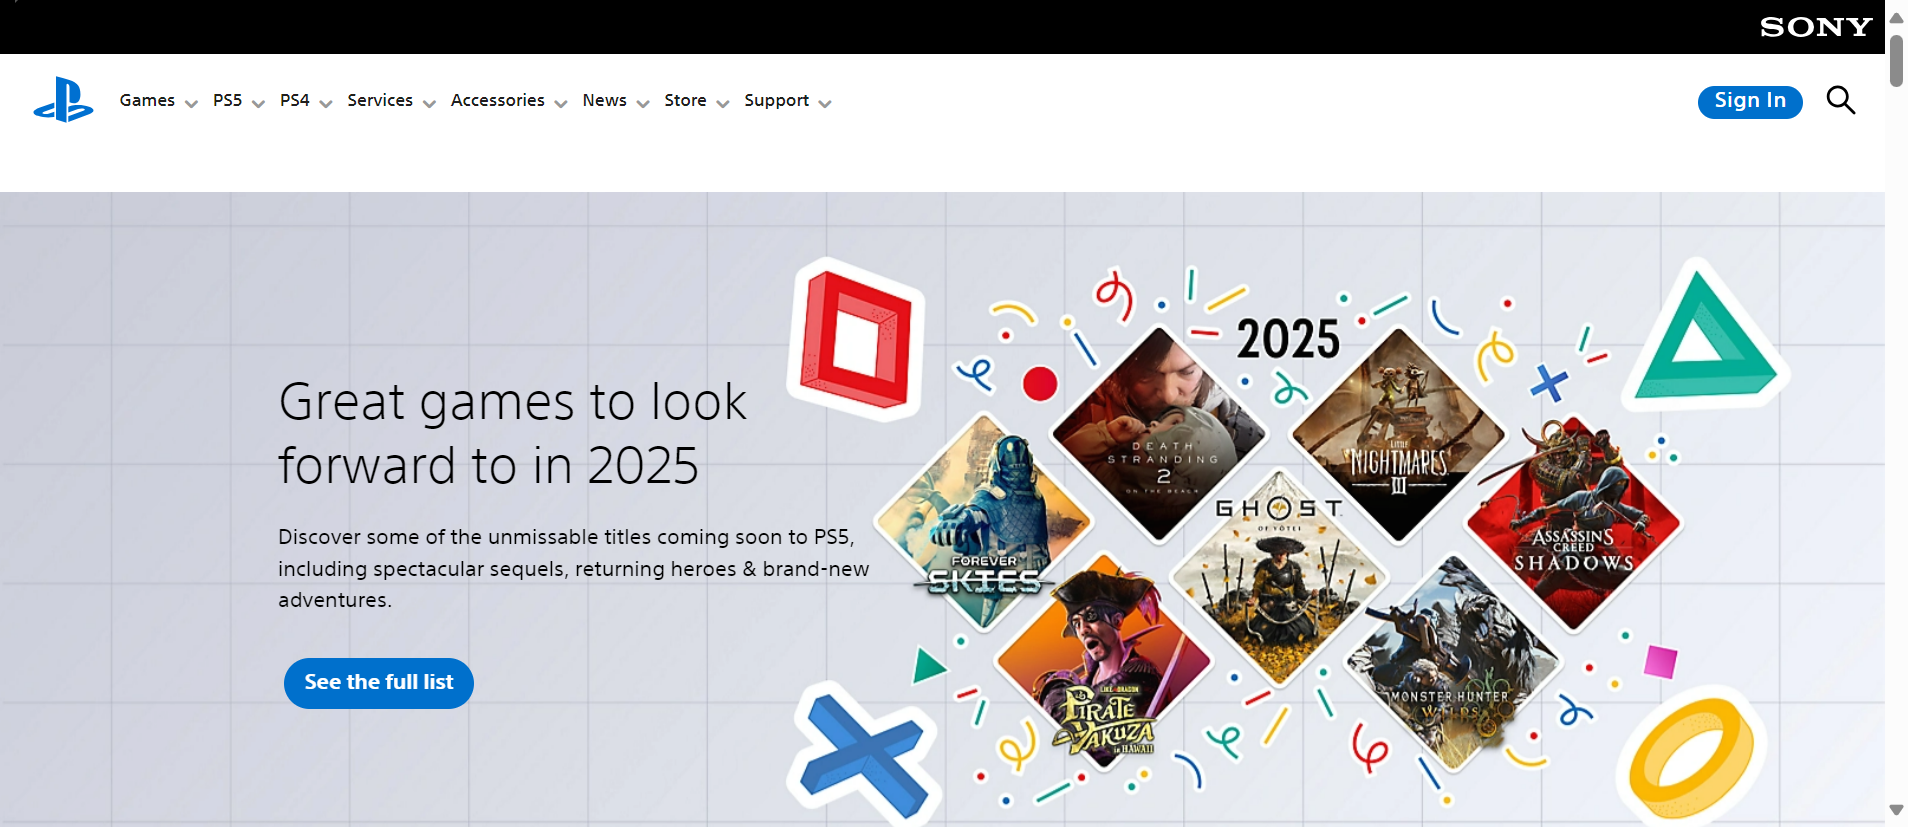 SONY
Games
PS5
PS4
Services
Accessories
News
Store
Support
Sign In
Great games to look
forward to in 2025
Discover some of the unmissable titles coming soon to PS5,
including spectacular sequels, returning heroes & brand-new
adventures.
See the full list
2025
DEATH
STRANDING
2
ON THE BEACH
LITTLE
NIGHTMARES
III
GHOST
OF YŌTEI
ASSASSIN'S
CREED
SHADOWS
FOREVER
SKIES
LIKE A DRAGON
PIRATE
YAKUZA
in HAWAII
MONSTER HUNTER
WILDS